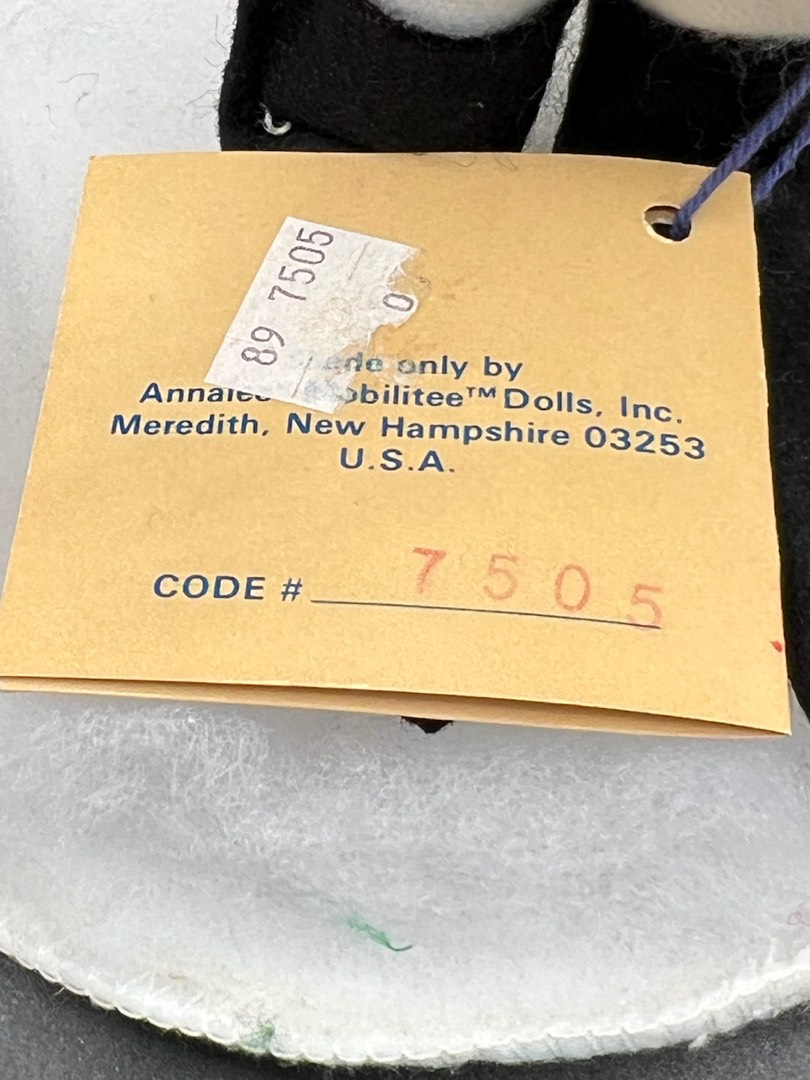 89 7505
0
only by
Dolls, Inc.
Meredith, New Hampshire 03253
U.S.A.
CODE # 7505